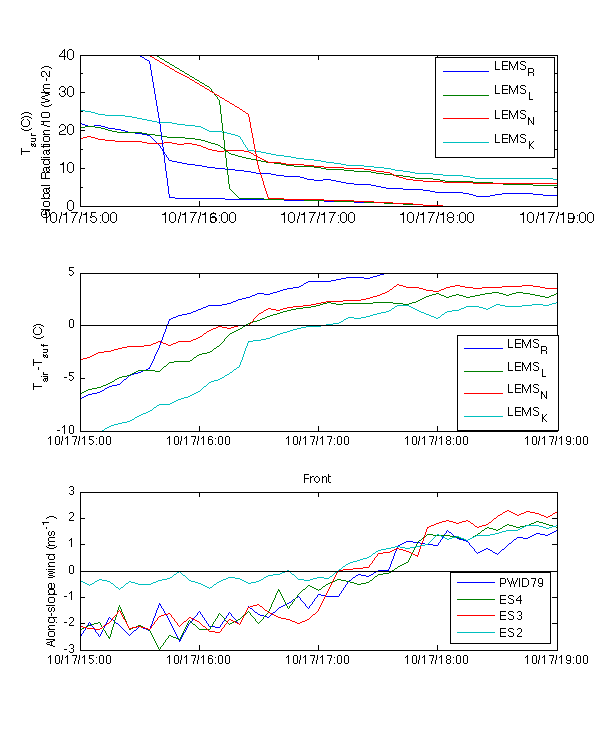 40
30
20
10
0
T_sur (C))
Global Radiation/10 (Wm-2)
LEMS_R
LEMS_L
LEMS_N
LEMS_K
10/17/15:00 10/17/16:00 10/17/17:00 10/17/18:00 10/17/19:00
5
0
-5
-10
T_air-T_suf (C)
LEMS_R
LEMS_L
LEMS_N
LEMS_K
10/17/15:00 10/17/16:00 10/17/17:00 10/17/18:00 10/17/19:00
Front
3
2
1
0
-1
-2
-3
Along-slope wind (ms^-1)
PWID79
ES4
ES3
ES2
10/17/15:00 10/17/16:00 10/17/17:00 10/17/18:00 10/17/19:00